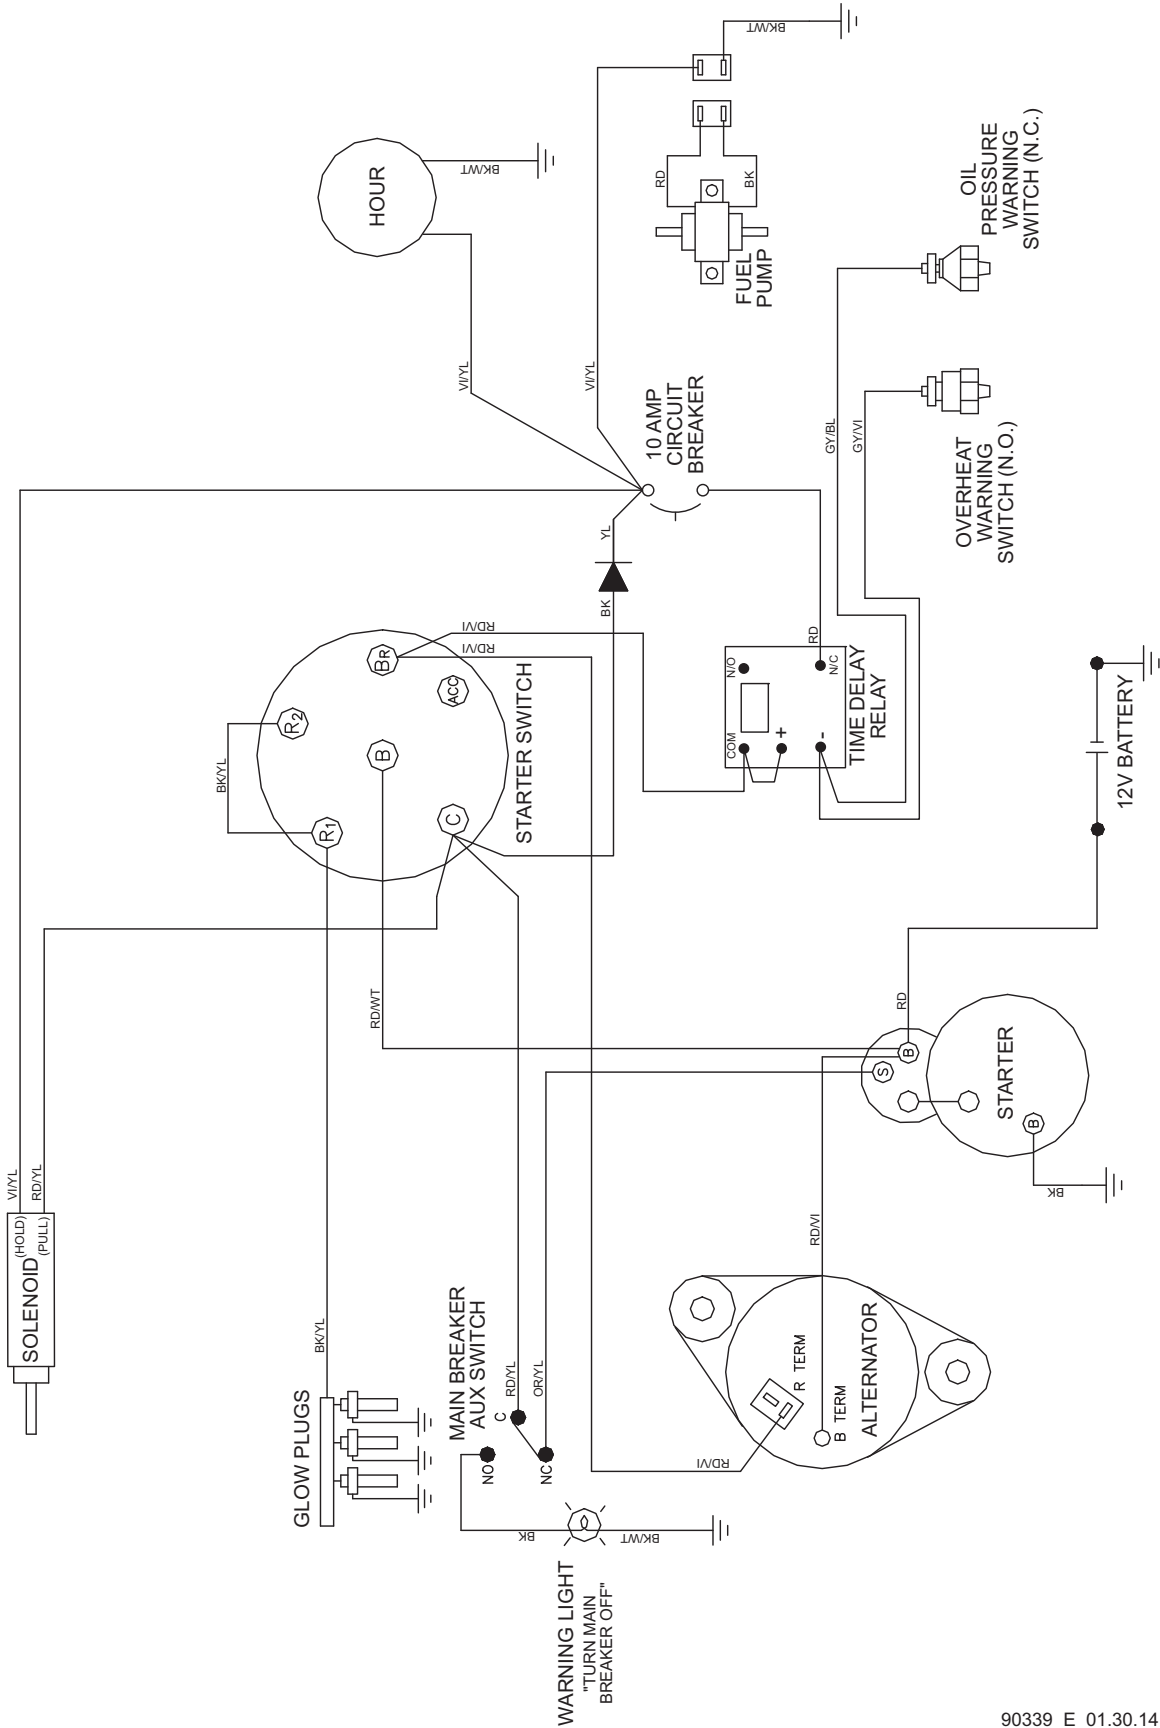 SOLENOID
(HOLD)
(PULL)
VI/YL
RD/YL
GLOW PLUGS
BK/YL
WARNING LIGHT
"TURN MAIN
BREAKER OFF"
BK
BK/WT
MAIN BREAKER
AUX SWITCH
NO
C
NC
RD/YL
OR/YL
RD/VI
ALTERNATOR
B TERM
R TERM
RD/VI
STARTER
S
B
B
BK
RD
RD/WT
12V BATTERY
STARTER SWITCH
R1
R2
B
BR
ACC
C
BK/YL
RD/VI
RD/VI
BK
YL
TIME DELAY
RELAY
COM
N/O
+
-
N/C
RD
10 AMP
CIRCUIT
BREAKER
VI/YL
VI/YL
HOUR
BK/WT
FUEL
PUMP
RD
BK
BK/WT
GY/BL
GY/VI
OVERHEAT
WARNING
SWITCH (N.O.)
OIL
PRESSURE
WARNING
SWITCH (N.C.)
90339 E 01.30.14